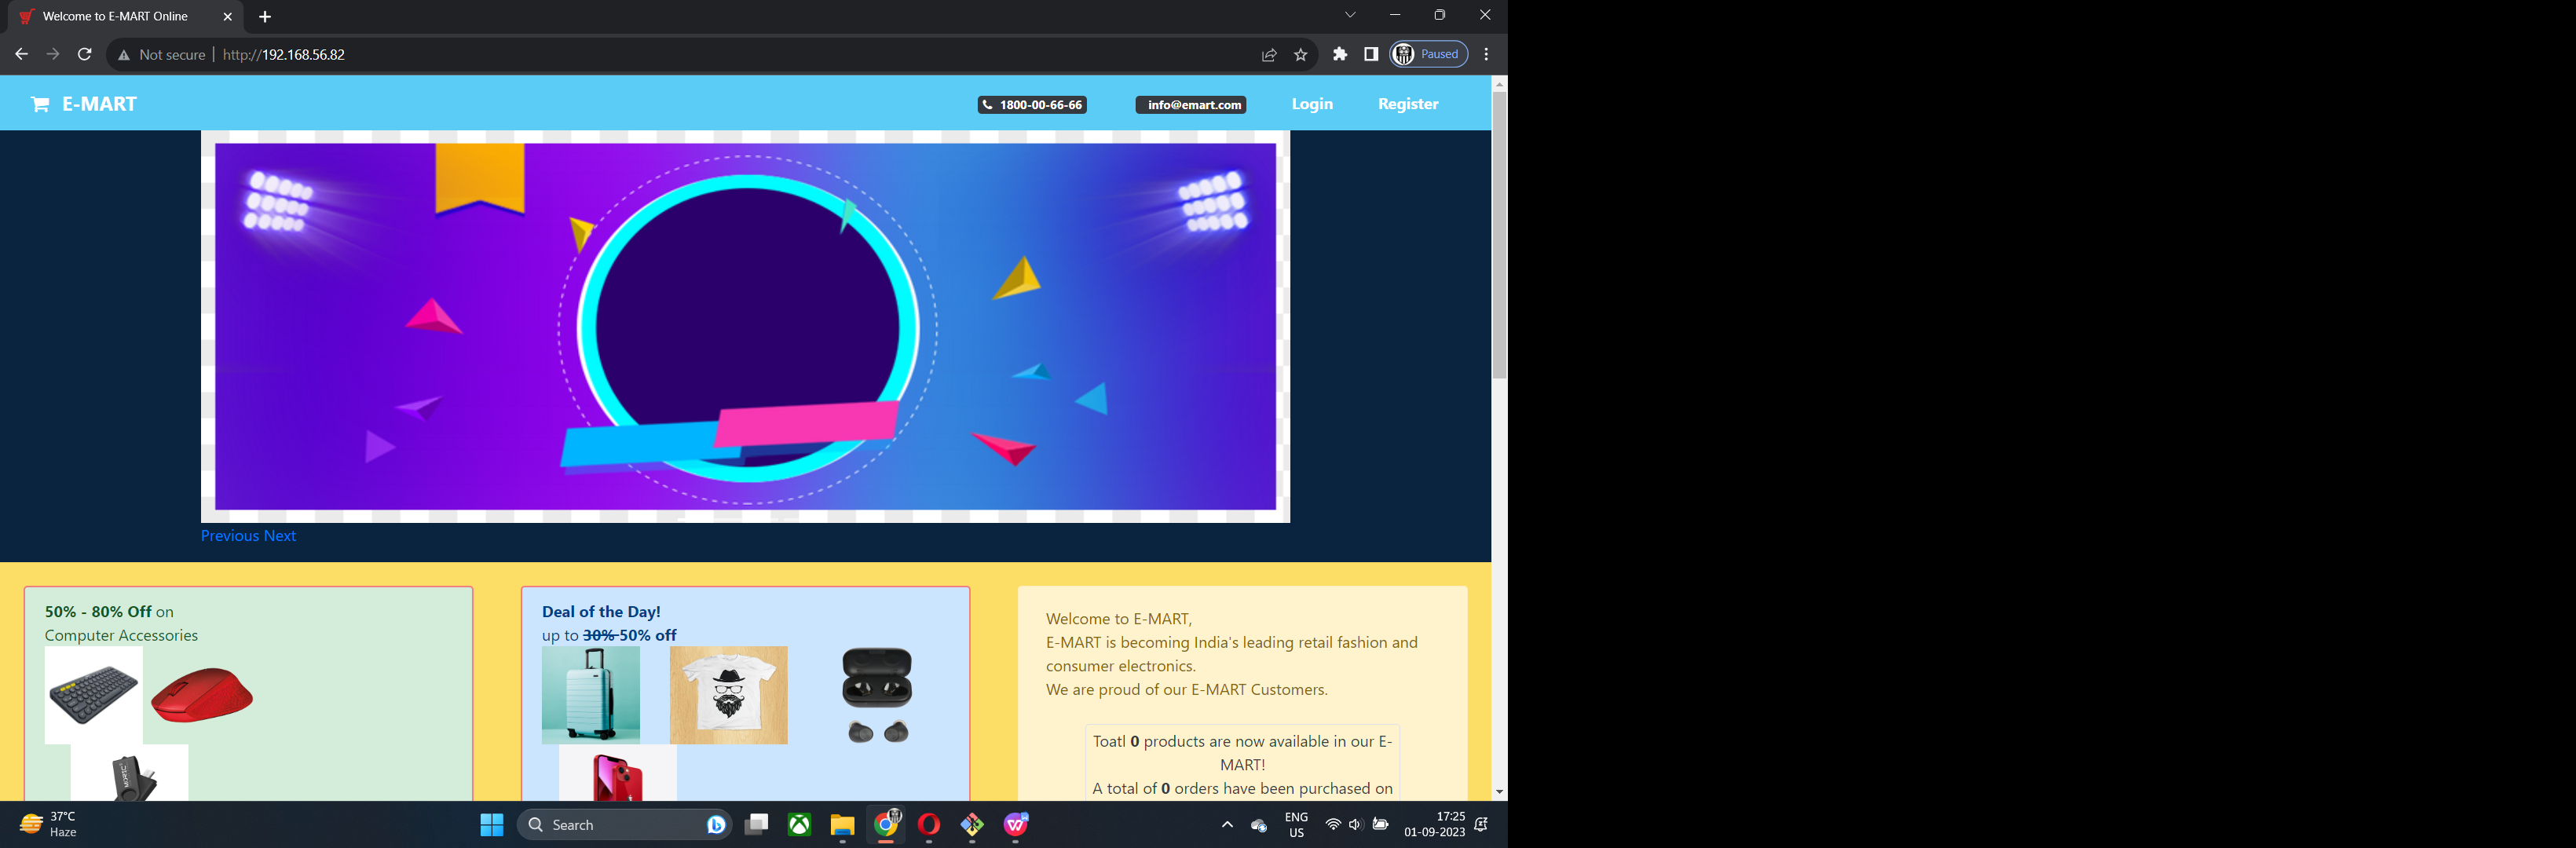 Welcome to E-MART Online
Not secure | http://192.168.56.82
Paused
E-MART
1800-00-66-66
info@emart.com
Login
Register
Previous Next
50% - 80% Off on
Computer Accessories
Deal of the Day!
up to 30% 50% off
Welcome to E-MART,
E-MART is becoming India's leading retail fashion and
consumer electronics.
We are proud of our E-MART Customers.
Toatl 0 products are now available in our E-
MART!
A total of 0 orders have been purchased on
37°C
Haze
Search
ENG
US
17:25
01-09-2023